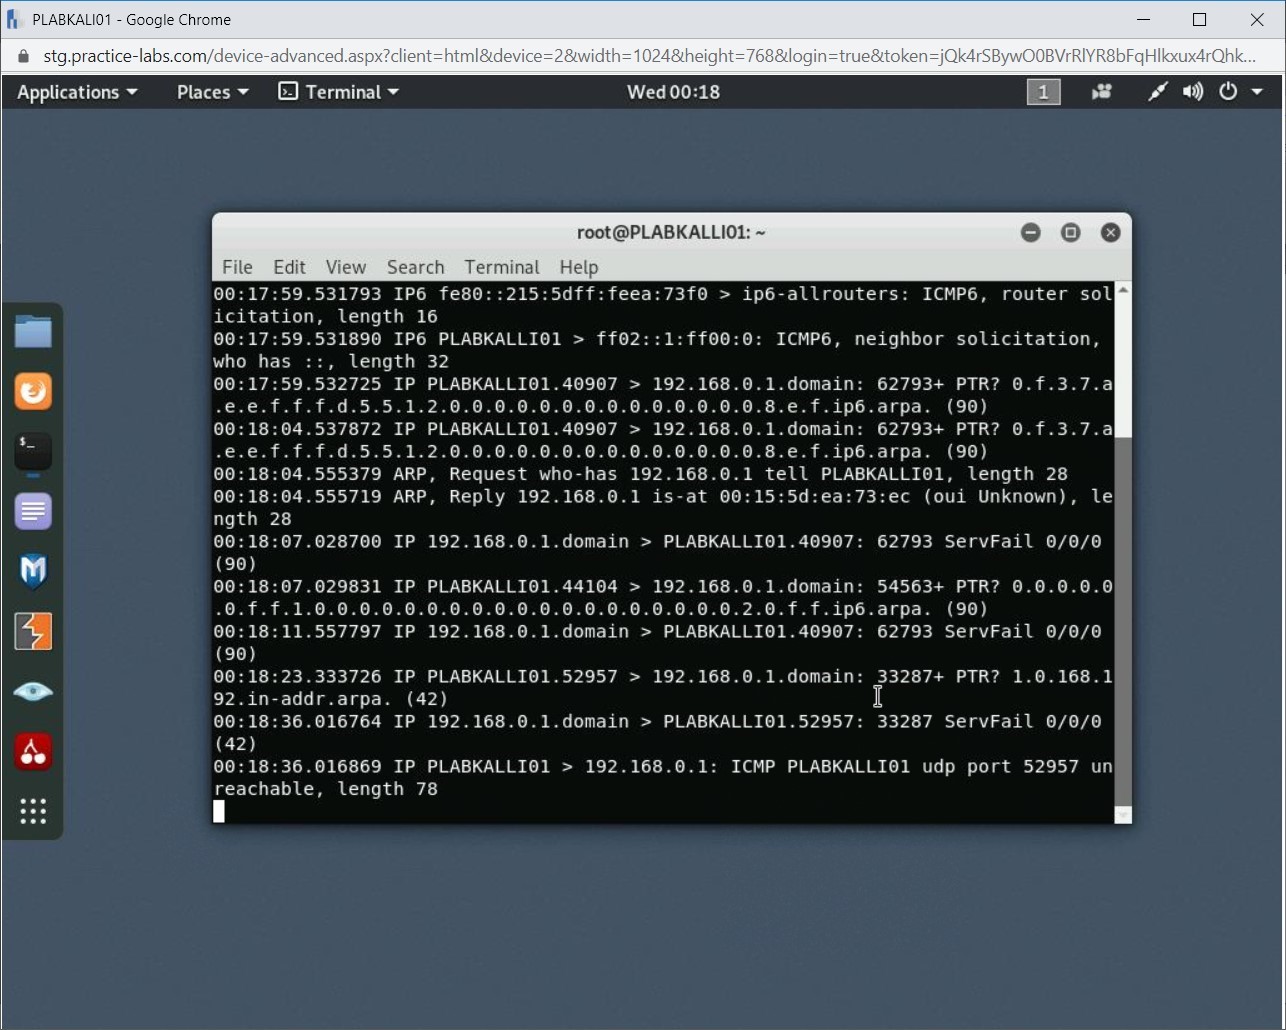 PLABKALI01 - Google Chrome
stg.practice-labs.com/device-advanced.aspx?client=html&device=2&width=1024&height=768&login=true&token=jQk4rSBywO0BVrRlYR8bFqHlkxux4rQhk...
Applications Places Terminal Wed 00:18 1
root@PLABKALLI01: ~
File Edit View Search Terminal Help
00:17:59.531793 IP6 fe80::215:5dff:feea:73f0 > ip6-allrouters: ICMP6, router sol
icitation, length 16
00:17:59.531890 IP6 PLABKALLI01 > ff02::1:ff00:0: ICMP6, neighbor solicitation,
who has ::, length 32
00:17:59.532725 IP PLABKALLI01.40907 > 192.168.0.1.domain: 62793+ PTR? 0.f.3.7.a
.e.e.f.f.f.d.5.5.1.2.0.0.0.0.0.0.0.0.0.0.0.0.0.0.8.e.f.ip6.arpa. (90)
00:18:04.537872 IP PLABKALLI01.40907 > 192.168.0.1.domain: 62793+ PTR? 0.f.3.7.a
.e.e.f.f.f.d.5.5.1.2.0.0.0.0.0.0.0.0.0.0.0.0.0.0.8.e.f.ip6.arpa. (90)
00:18:04.555379 ARP, Request who-has 192.168.0.1 tell PLABKALLI01, length 28
00:18:04.555719 ARP, Reply 192.168.0.1 is-at 00:15:5d:ea:73:ec (oui Unknown), le
ngth 28
00:18:07.028700 IP 192.168.0.1.domain > PLABKALLI01.40907: 62793 ServFail 0/0/0
(90)
00:18:07.029831 IP PLABKALLI01.44104 > 192.168.0.1.domain: 54563+ PTR? 0.0.0.0.0
.0.f.f.1.0.0.0.0.0.0.0.0.0.0.0.0.0.0.0.0.0.0.0.2.0.f.f.ip6.arpa. (90)
00:18:11.557797 IP 192.168.0.1.domain > PLABKALLI01.40907: 62793 ServFail 0/0/0
(90)
00:18:23.333726 IP PLABKALLI01.52957 > 192.168.0.1.domain: 33287+ PTR? 1.0.168.1
92.in-addr.arpa. (42)
00:18:36.016764 IP 192.168.0.1.domain > PLABKALLI01.52957: 33287 ServFail 0/0/0
(42)
00:18:36.016869 IP PLABKALLI01 > 192.168.0.1: ICMP PLABKALLI01 udp port 52957 un
reachable, length 78